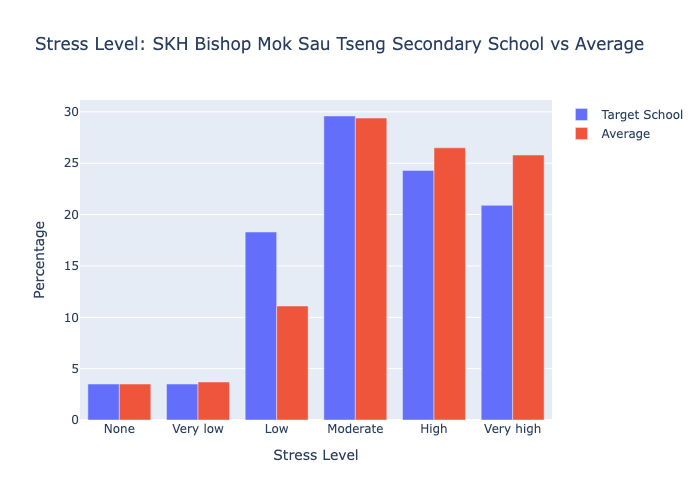 Stress Level: SKH Bishop Mok Sau Tseng Secondary School vs Average
Target School
Average
30
25
20
15
10
5
0
Percentage
None Very low Low Moderate High Very high
Stress Level